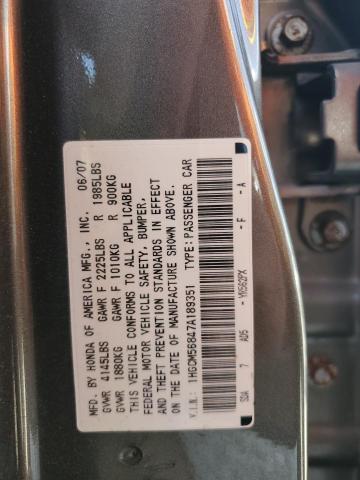 MFD. BY HONDA OF AMERICA MFG., INC. 06/07
GVWR 4145LBS GAWR F 2225LBS R 1985LBS
GVWR 1880KG GAWR F 1010KG R 900KG
THIS VEHICLE CONFORMS TO ALL APPLICABLE
FEDERAL MOTOR VEHICLE SAFETY, BUMPER,
AND THEFT PREVENTION STANDARDS IN EFFECT
ON THE DATE OF MANUFACTURE SHOWN ABOVE.
V.I.N.: 1HGCM56847A189351 TYPE: PASSENGER CAR
SDA 7 AD5 - YR562PX - F - A